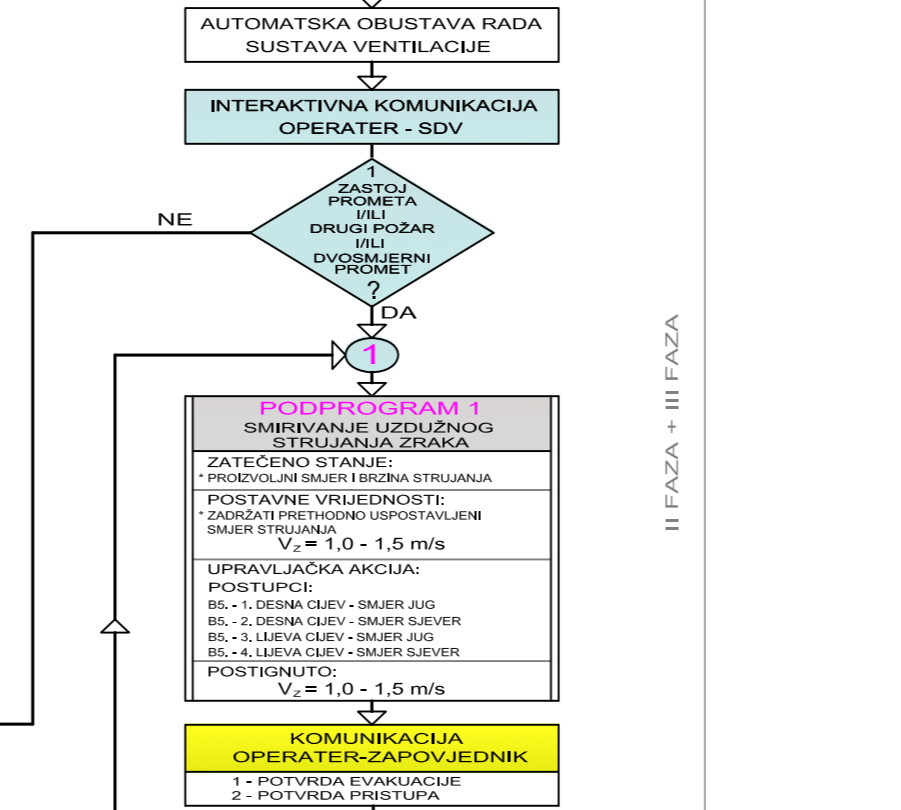 AUTOMATSKA OBUSTAVA RADA
SUSTAVA VENTILACIJE
INTERAKTIVNA KOMUNIKACIJA
OPERATER - SDV
1
ZASTOJ
PROMETA
I/ILI
DRUGI POŽAR
I/ILI
DVOSMJERNI
PROMET
?
NE
DA
1
PODPROGRAM 1
SMIRIVANJE UZDUŽNOG
STRUJANJA ZRAKA
ZATEČENO STANJE:
* PROIZVOLJNI SMJER I BRZINA STRUJANJA
POSTAVNE VRIJEDNOSTI:
* ZADRŽATI PRETHODNO USPOSTAVLJENI
SMJER STRUJANJA
Vz = 1,0 - 1,5 m/s
UPRAVLJAČKA AKCIJA:
POSTUPCI:
B5. - 1. DESNA CIJEV - SMJER JUG
B5. - 2. DESNA CIJEV - SMJER SJEVER
B5. - 3. LIJEVA CIJEV - SMJER JUG
B5. - 4. LIJEVA CIJEV - SMJER SJEVER
POSTIGNUTO:
Vz = 1,0 - 1,5 m/s
KOMUNIKACIJA
OPERATER-ZAPOVJEDNIK
1 - POTVRDA EVAKUACIJE
2 - POTVRDA PRISTUPA
II FAZA + III FAZA